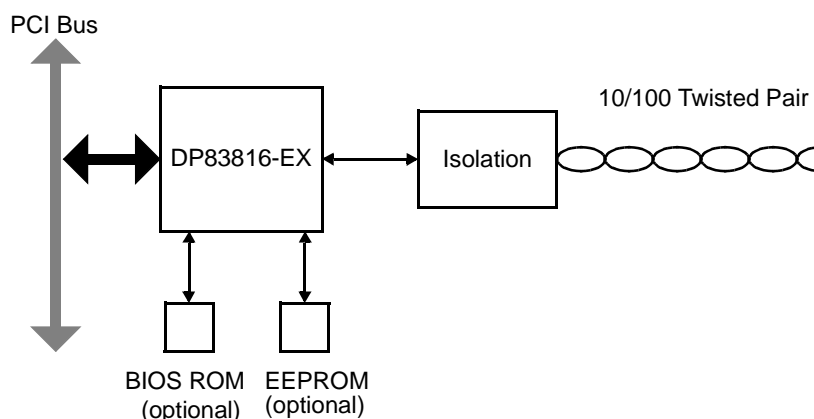 PCI Bus
10/100 Twisted Pair
DP83816-EX
Isolation
BIOS ROM
(optional)
EEPROM
(optional)